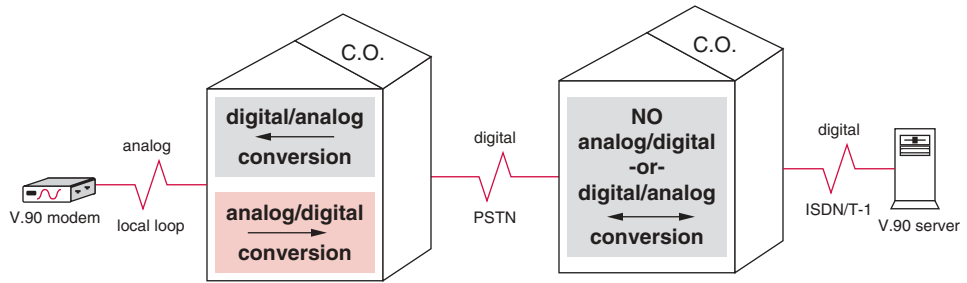 C.O.
C.O.
digital/analog
conversion
analog/digital
conversion
analog
local loop
V.90 modem
digital
PSTN
NO
analog/digital
-or-
digital/analog
conversion
digital
ISDN/T-1
V.90 server